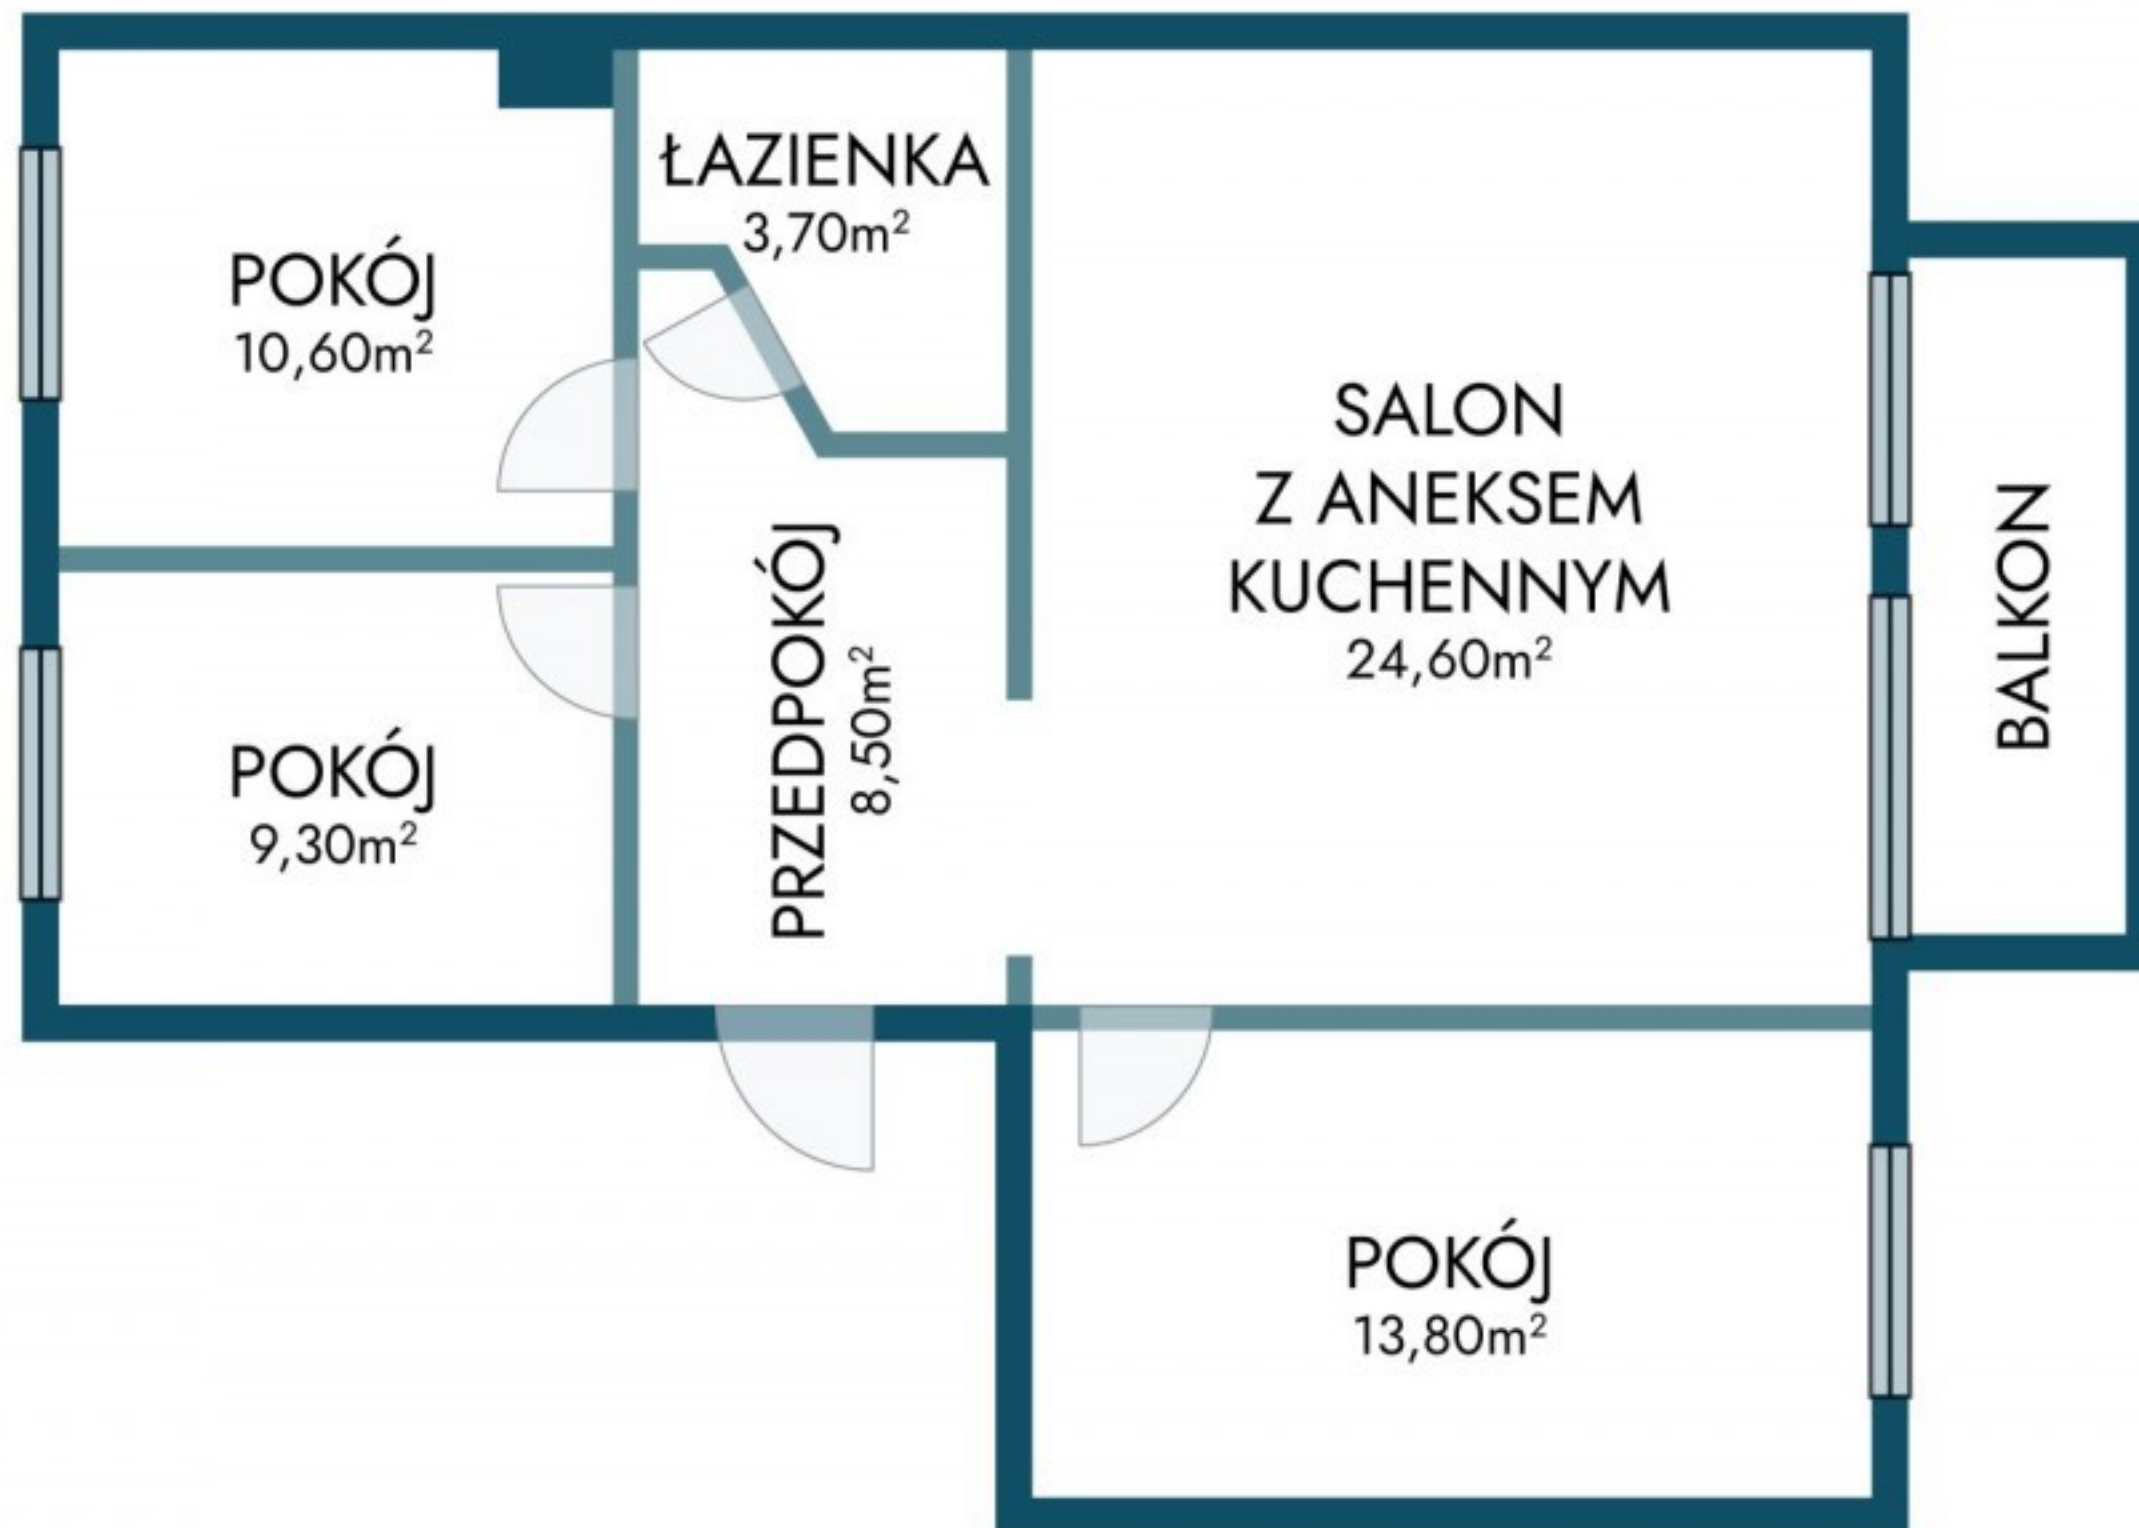 ŁAZIENKA
3,70m²
POKÓJ
10,60m²
SALON
Z ANEKSEM
KUCHENNYM
24,60m²
BALKON
PRZEDPOKÓJ
8,50m²
POKÓJ
9,30m²
POKÓJ
13,80m²